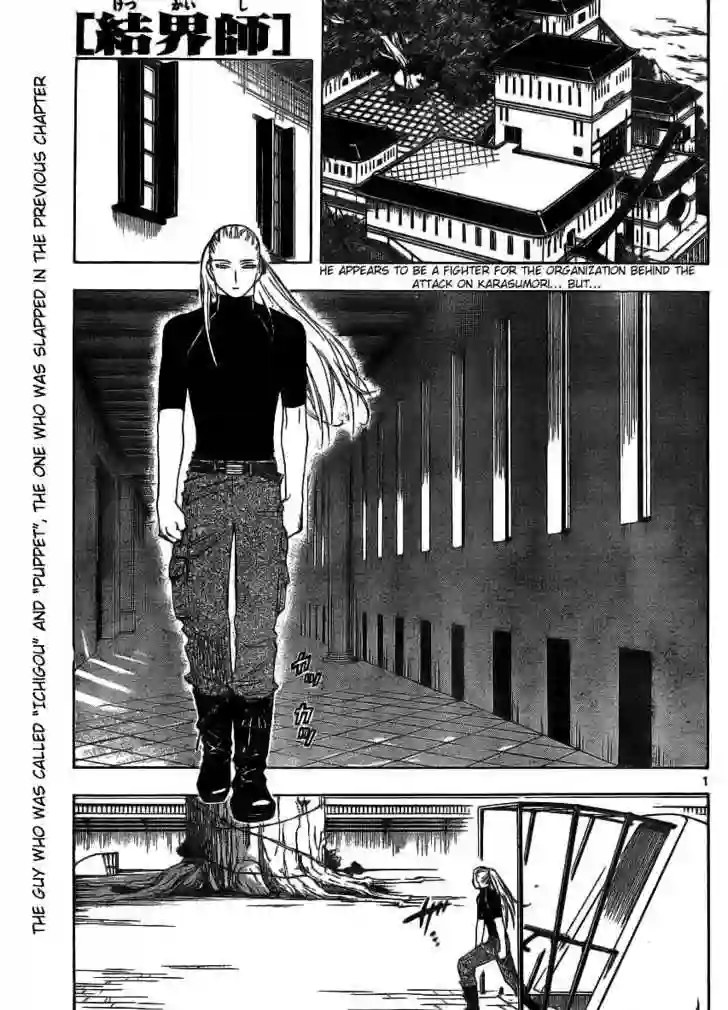 けっかいし
[結界師]
HE APPEARS TO BE A FIGHTER FOR THE ORGANIZATION BEHIND THE
ATTACK ON KARASUMORI... BUT...
THE GUY WHO WAS CALLED "ICHIGOU" AND "PUPPET", THE ONE WHO WAS SLAPPED IN THE PREVIOUS CHAPTER
カッ
カッ
1